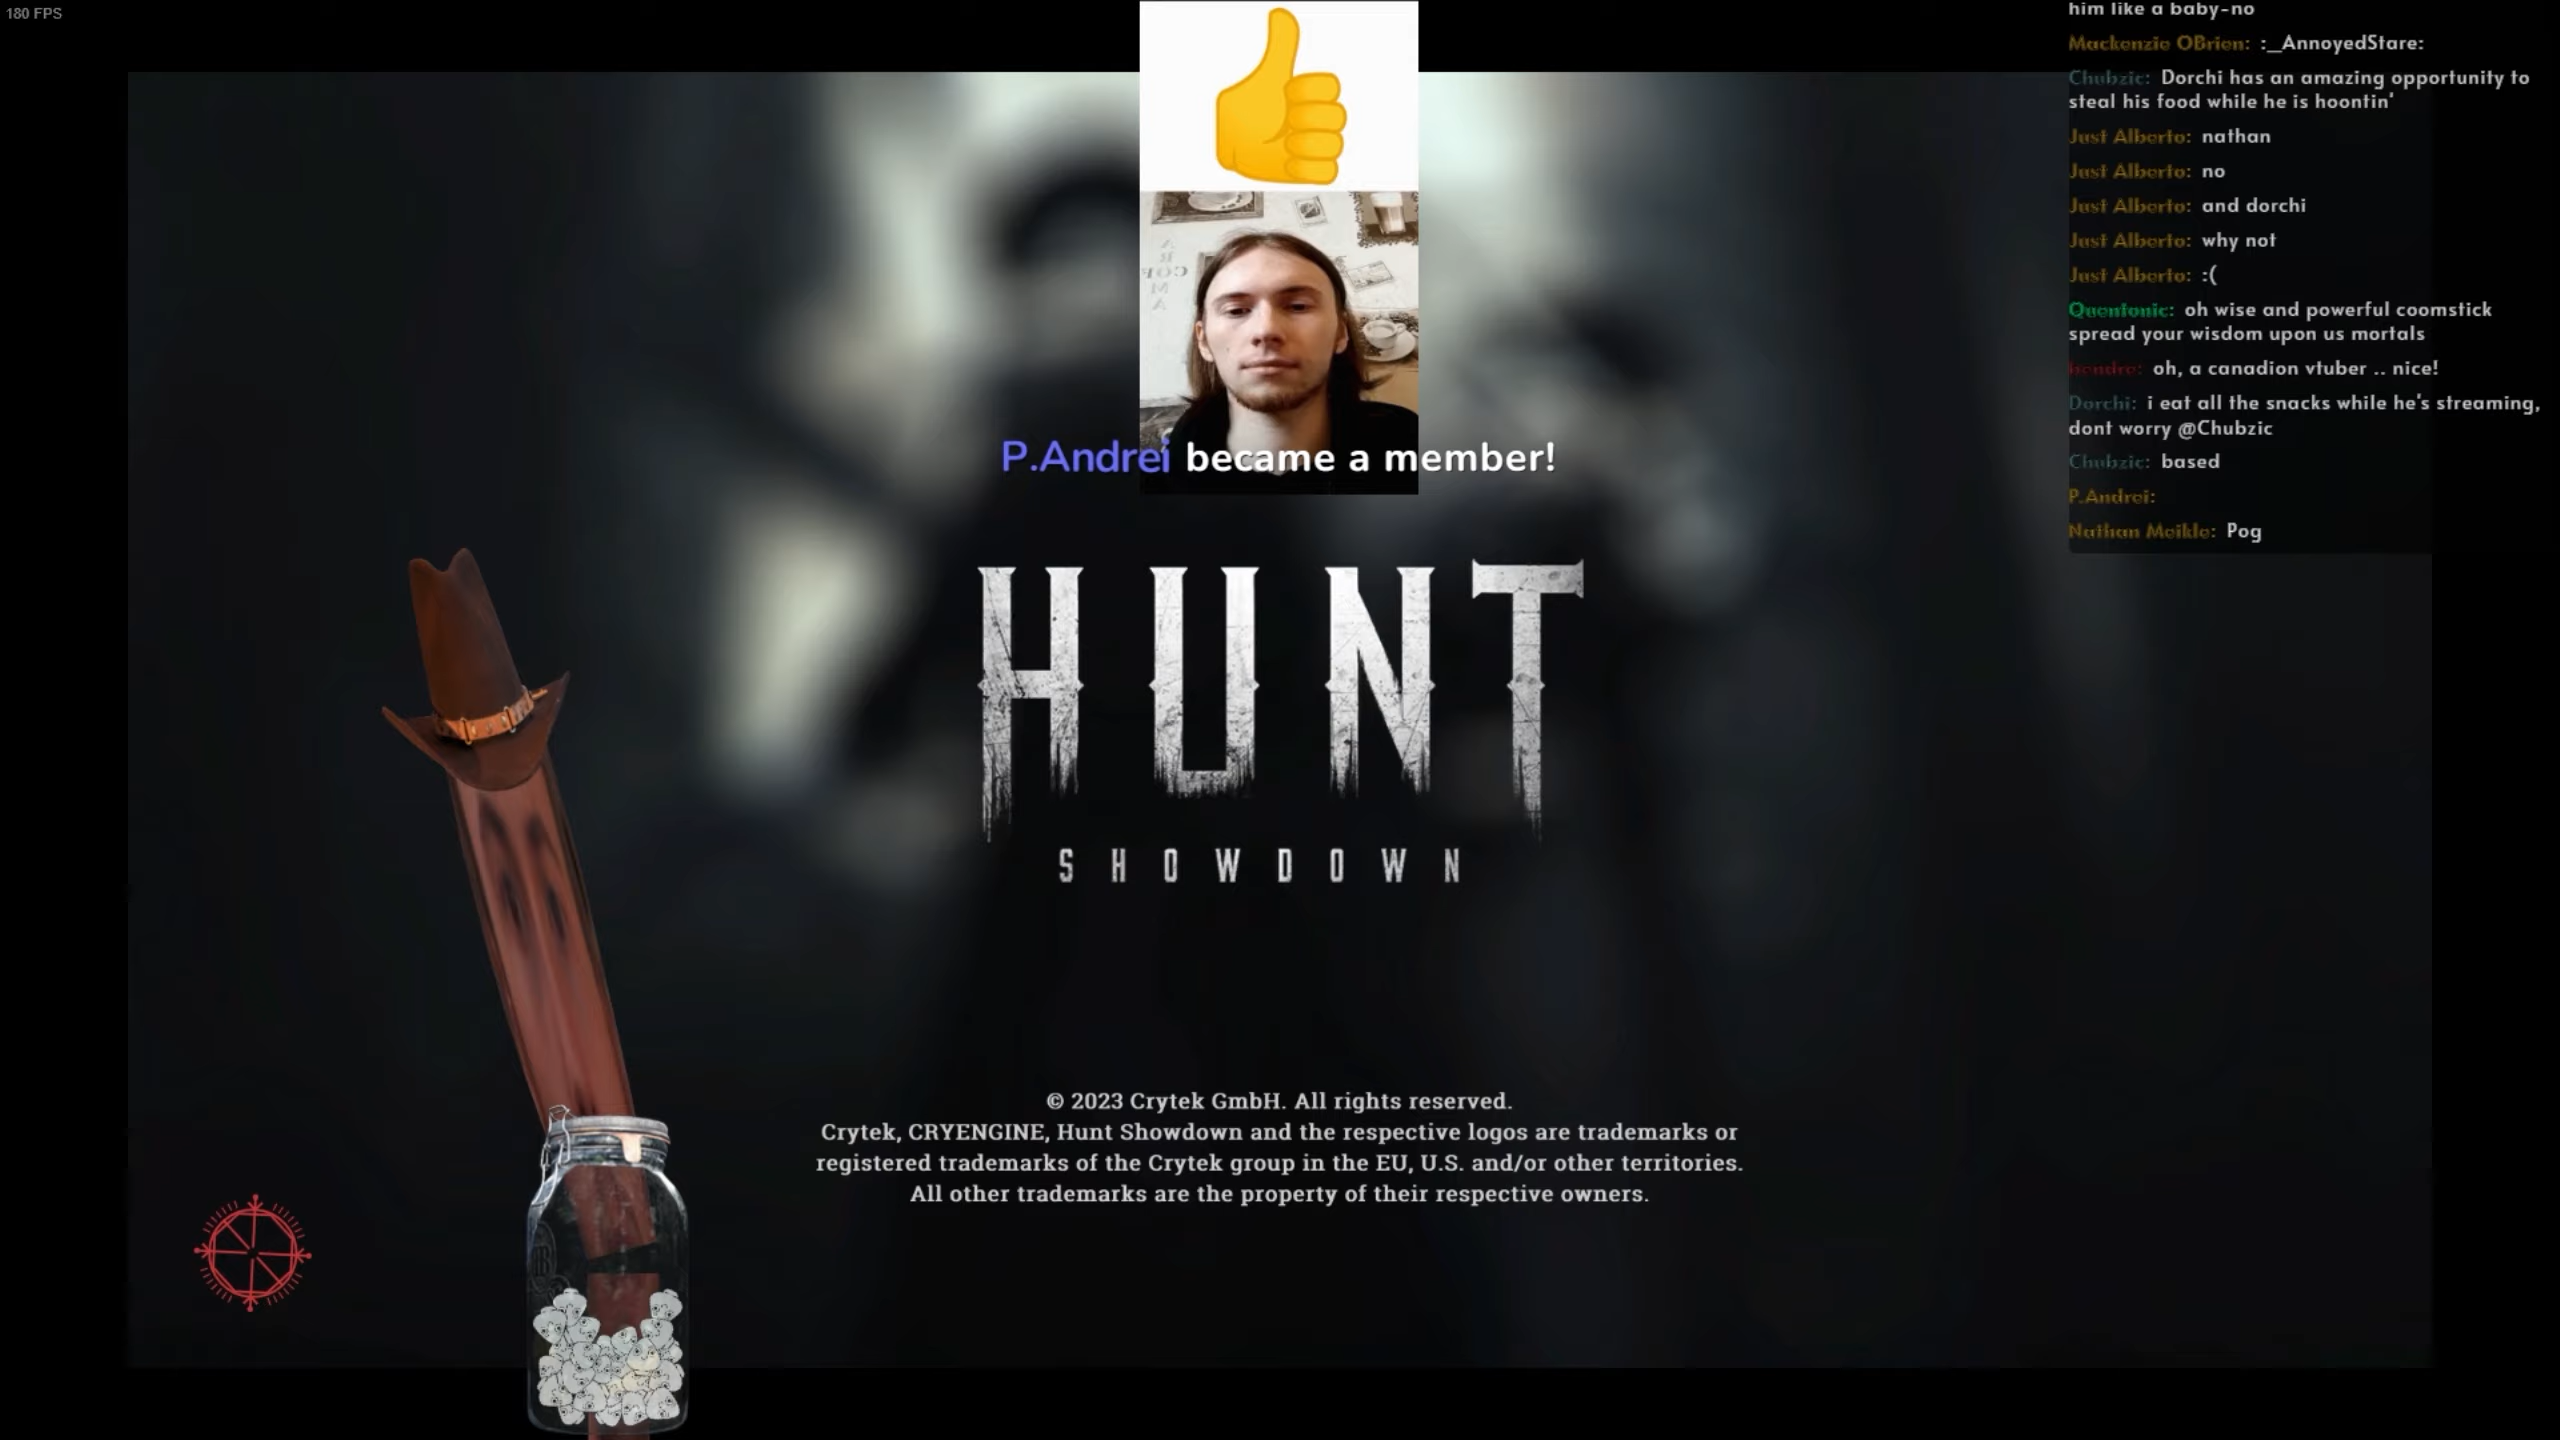 180 FPS
him like a baby-no
Mackenzie OBrien: :_AnnoyedStare:
Chubzic: Dorchi has an amazing opportunity to
steal his food while he is hoontin'
Just Alberto: nathan
Just Alberto: no
Just Alberto: and dorchi
Just Alberto: why not
Just Alberto: :(
Quentonic: oh wise and powerful coomstick
spread your wisdom upon us mortals
oh, a canadion vtuber .. nice!
Dorchi: i eat all the snacks while he's streaming,
dont worry @Chubzic
Chubzic: based
P.Andrei:
Nathan Meikle: Pog
P.Andrei became a member!
HUNT
SHOWDOWN
© 2023 Crytek GmbH. All rights reserved.
Crytek, CRYENGINE, Hunt Showdown and the respective logos are trademarks or
registered trademarks of the Crytek group in the EU, U.S. and/or other territories.
All other trademarks are the property of their respective owners.